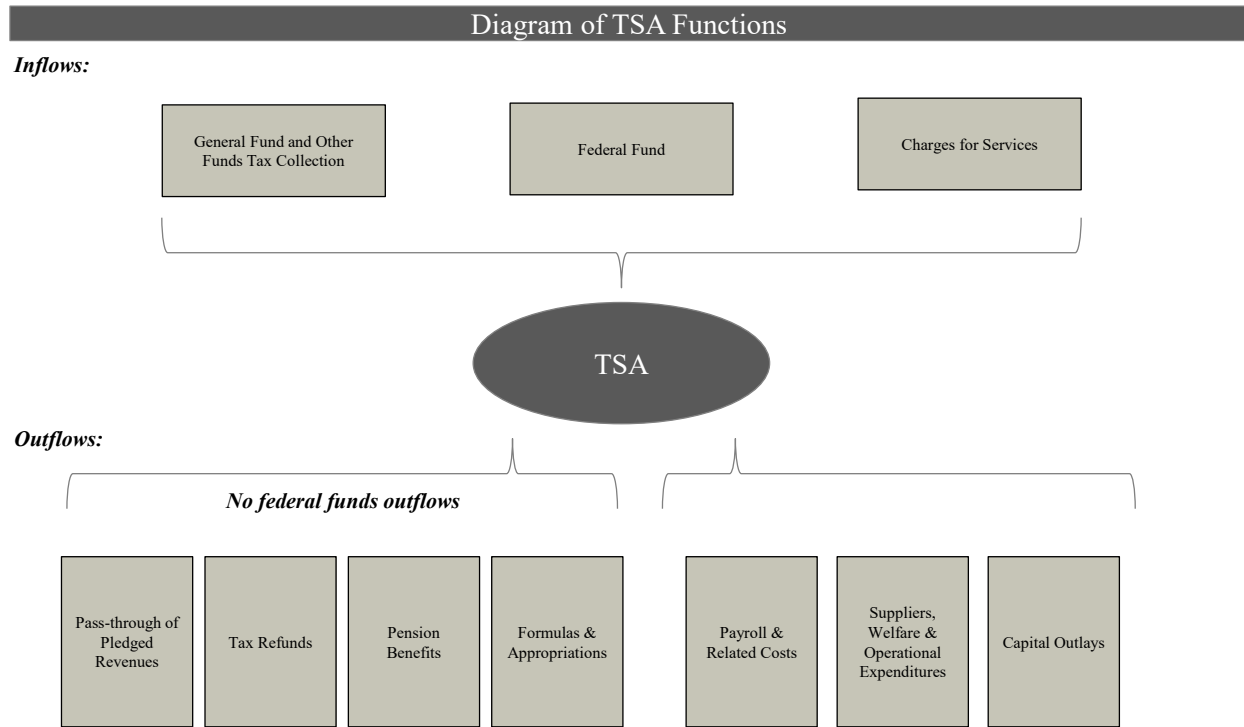 Diagram of TSA Functions
Inflows:
General Fund and Other
Funds Tax Collection
Federal Fund
Charges for Services
TSA
Outflows:
No federal funds outflows
Pass-through of
Pledged
Revenues
Tax Refunds
Pension
Benefits
Formulas &
Appropriations
Payroll &
Related Costs
Suppliers,
Welfare &
Operational
Expenditures
Capital Outlays